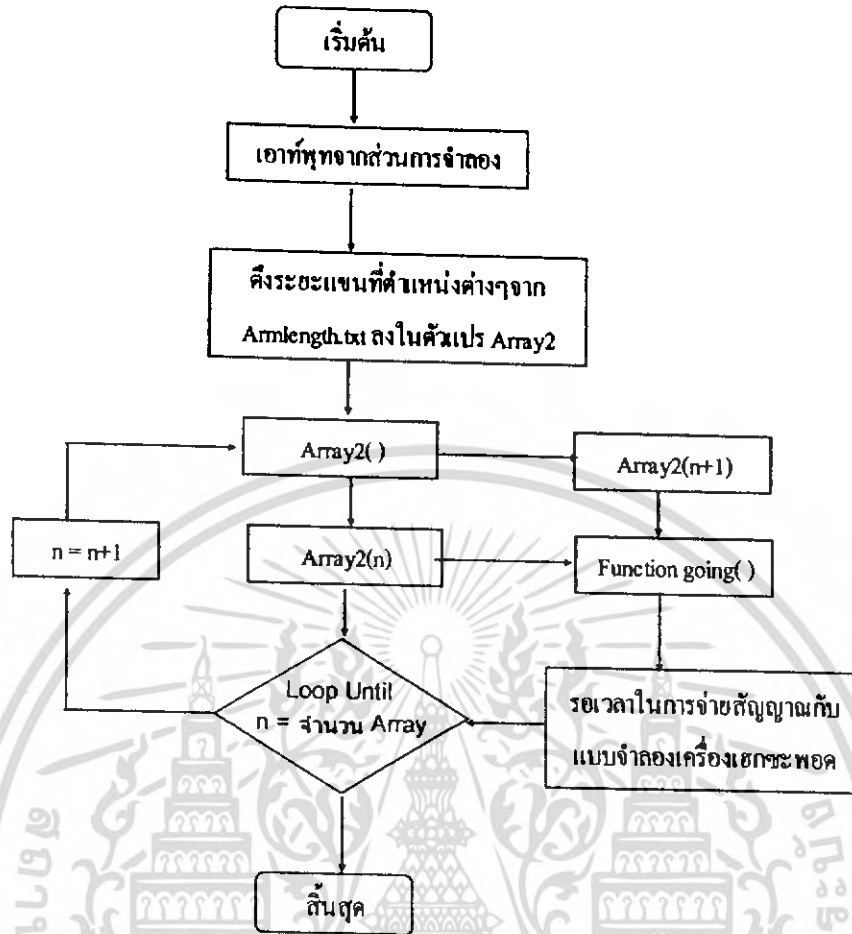 เริ่มต้น
เอาท์พุทจากส่วนการจำลอง
ดึงระยะแขนที่ตำแหน่งต่างๆจาก
Armlength.txt ลงในตัวแปร Array2
Array2( )
Array2(n+1)
n = n+1
Array2(n)
Function going( )
Loop Until
n = จำนวน Array
รอเวลาในการจ่ายสัญญาณกับ
แบบจำลองเครื่องเฮกซะพอด
สิ้นสุด